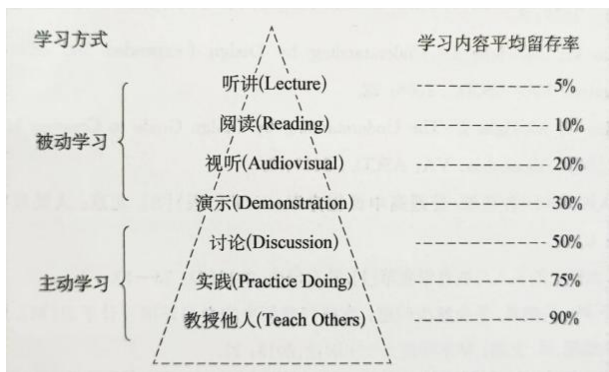 学习方式 学习内容平均留存率
听讲(Lecture) 5%
阅读(Reading) 10%
被动学习
视听(Audiovisual) 20%
演示(Demonstration) 30%
讨论(Discussion) 50%
主动学习 实践(Practice Doing) 75%
教授他人(Teach Others) 90%